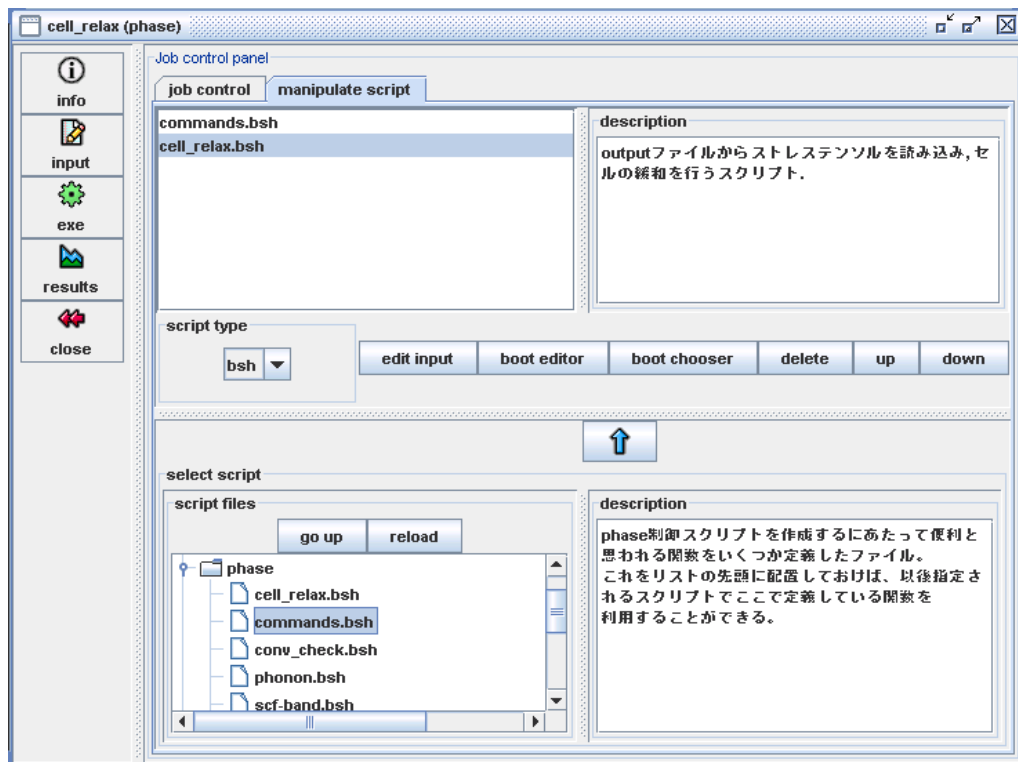 cell_relax (phase)
info
input
exe
results
close
Job control panel
job control
manipulate script
commands.bsh
cell_relax.bsh
description
outputファイルからストレステンソルを読み込み,セ
ルの緩和を行うスクリプト.
script type
bsh
edit input
boot editor
boot chooser
delete
up
down
select script
script files
go up
reload
phase
cell_relax.bsh
commands.bsh
conv_check.bsh
phonon.bsh
scf-band.bsh
description
phase制御スクリプトを作成するにあたって便利と
思われる関数をいくつか定義したファイル。
これをリストの先頭に配置しておけば、以後指定さ
れるスクリプトでここで定義している関数を
利用することができる。